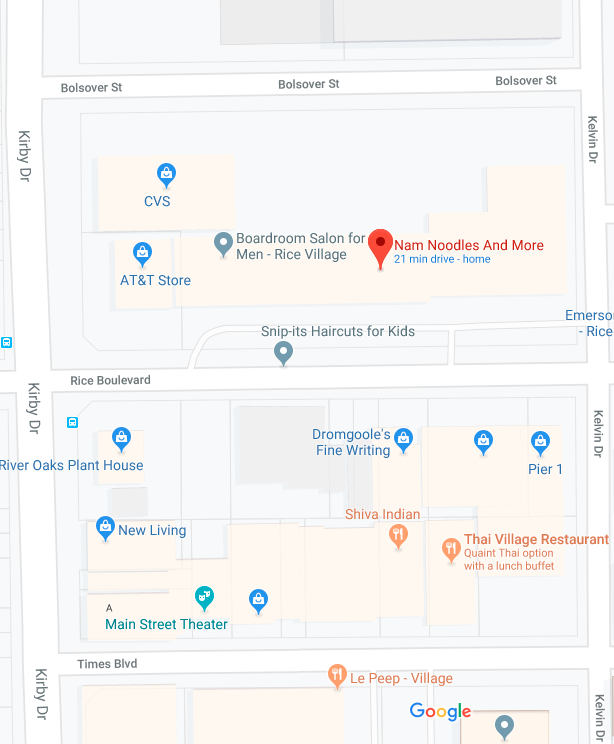 Bolsover St
Bolsover St
Bolsover St
Kirby Dr
Kelvin Dr
CVS
Boardroom Salon for
Men - Rice Village
Nam Noodles And More
21 min drive - home
AT&T Store
Emerso
- Rice
Snip-its Haircuts for Kids
Rice Boulevard
Kirby Dr
Kelvin Dr
Dromgoole's
Fine Writing
River Oaks Plant House
Pier 1
Shiva Indian
New Living
Thai Village Restaurant
Quaint Thai option
with a lunch buffet
A
Main Street Theater
Times Blvd
Kirby Dr
Le Peep - Village
Google
Kelvin Dr